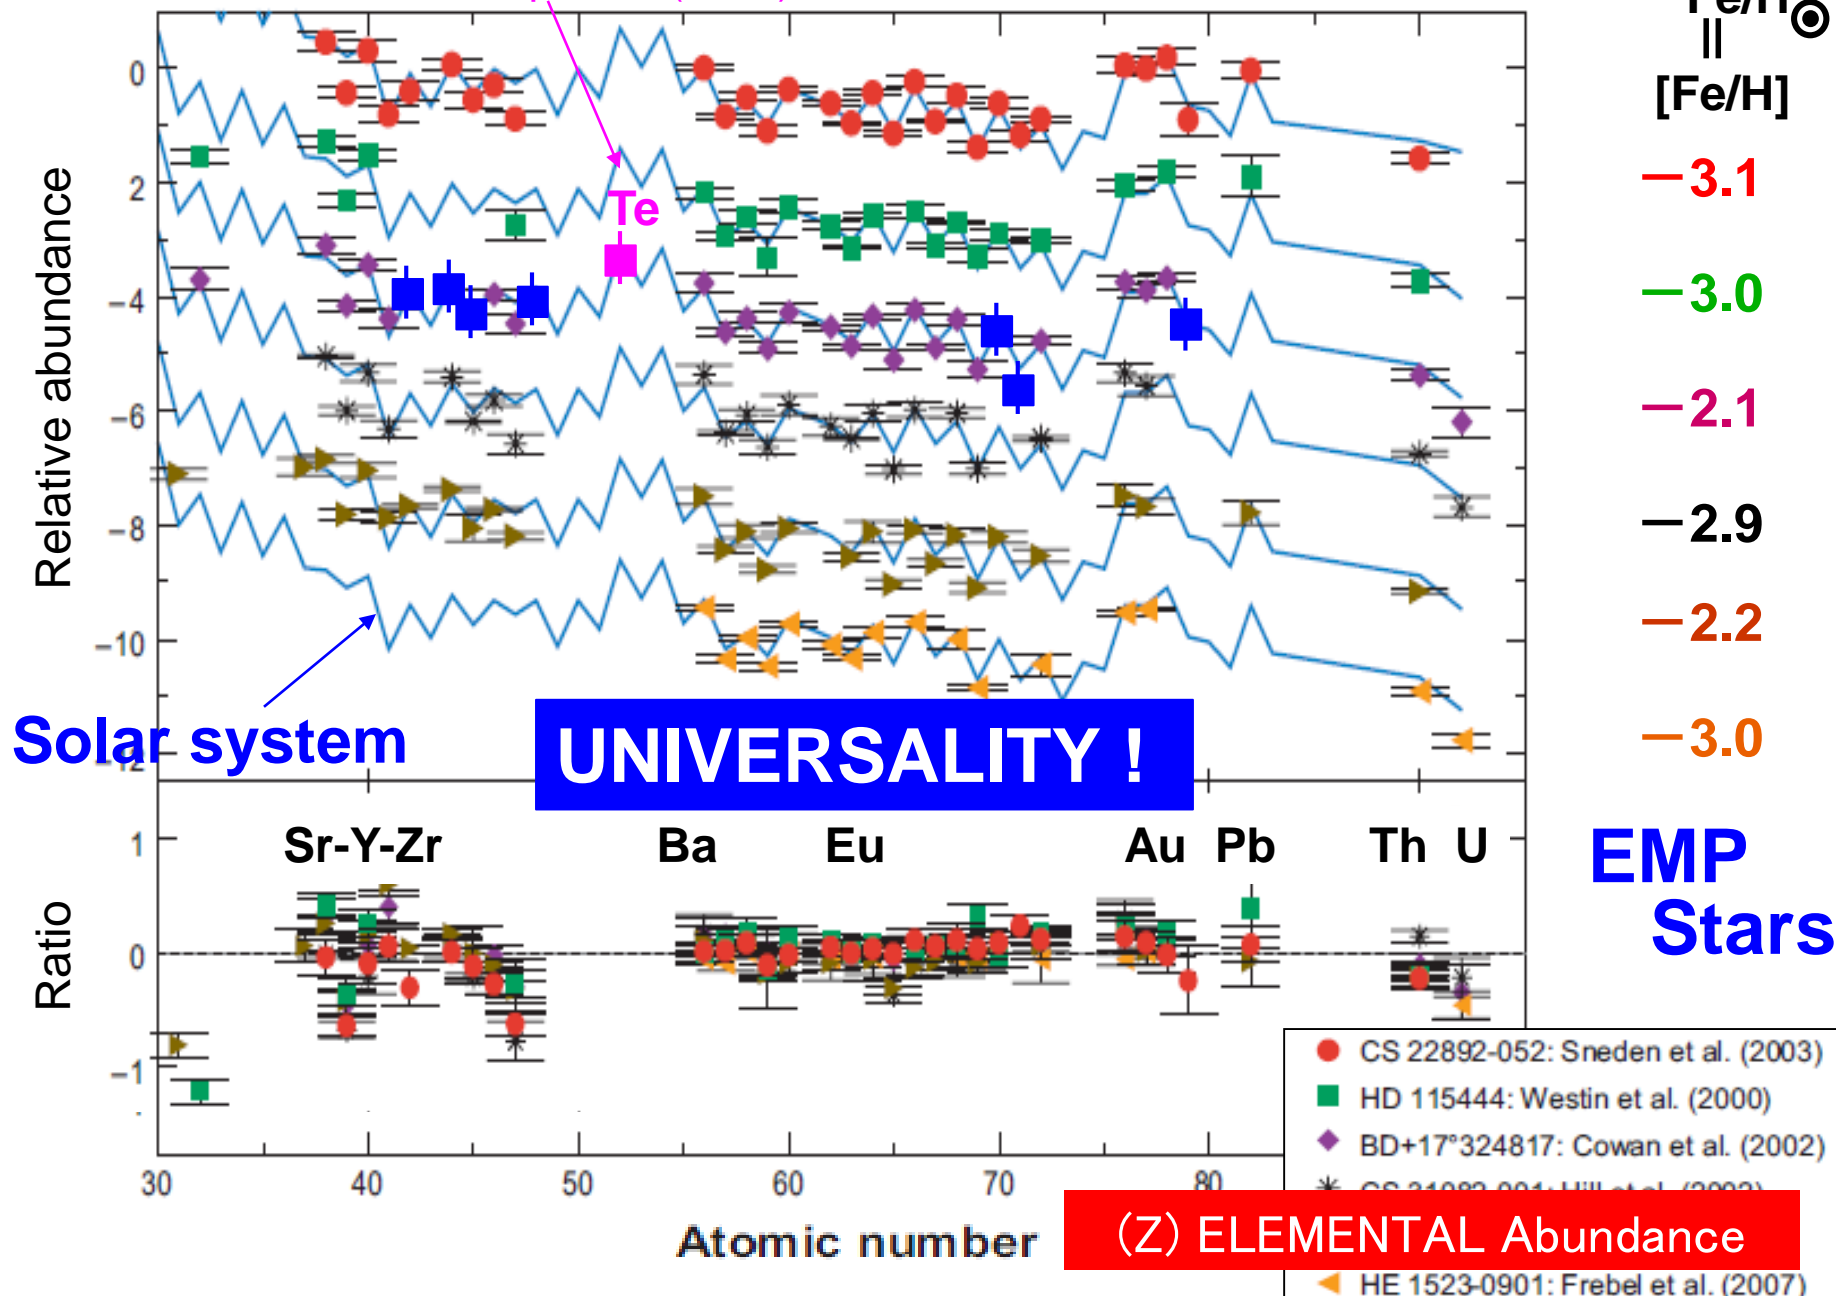 Fe/H
[Fe/H]
0
2
−4
−6
−8
−10
Relative abundance
Te
−3.1
−3.0
−2.1
−2.9
−2.2
−3.0
Solar system
UNIVERSALITY !
Sr-Y-Zr
Ba
Eu
Au
Pb
Th
U
EMP
Stars
1
0
−1
Ratio
CS 22892-052: Sneden et al. (2003)
HD 115444: Westin et al. (2000)
BD+17°324817: Cowan et al. (2002)
HE 1523-0901: Frebel et al. (2007)
30
40
50
60
70
80
Atomic number
(Z) ELEMENTAL Abundance